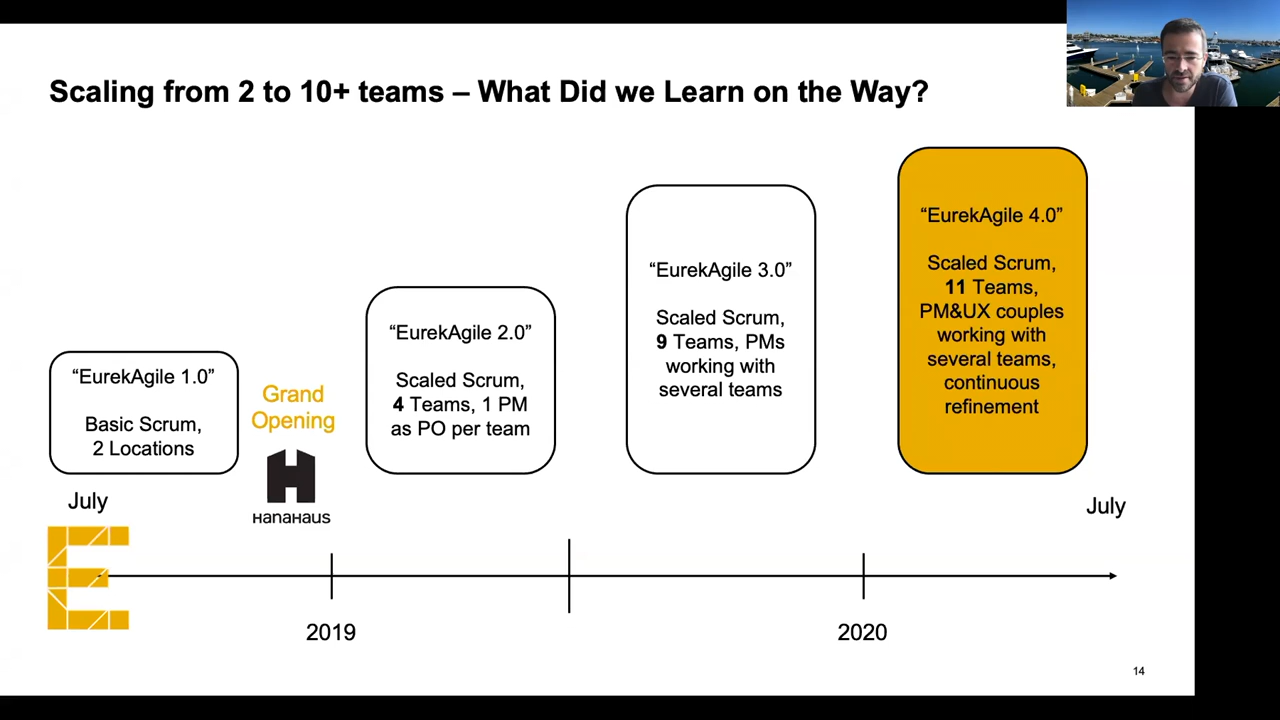 Scaling from 2 to 10+ teams – What Did we Learn on the Way?
“EurekAgile 1.0”
Basic Scrum,
2 Locations
July
Grand
Opening
HANAHAUS
“EurekAgile 2.0”
Scaled Scrum,
4 Teams, 1 PM
as PO per team
“EurekAgile 3.0”
Scaled Scrum,
9 Teams, PMs
working with
several teams
“EurekAgile 4.0”
Scaled Scrum,
11 Teams,
PM&UX couples
working with
several teams,
continuous
refinement
July
E
2019
2020
14